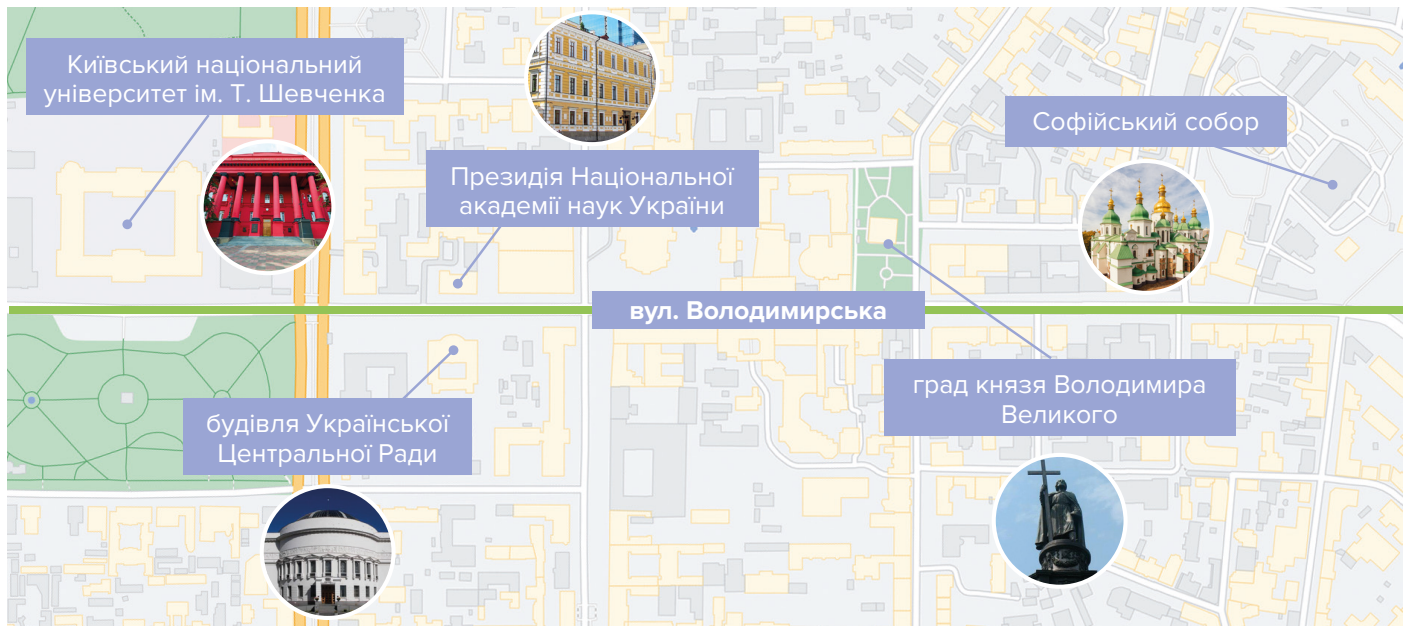 Київський національний
університет ім. Т. Шевченка
Президія Національної
академії наук України
Софійський собор
вул. Володимирська
град князя Володимира
Великого
будівля Української
Центральної Ради